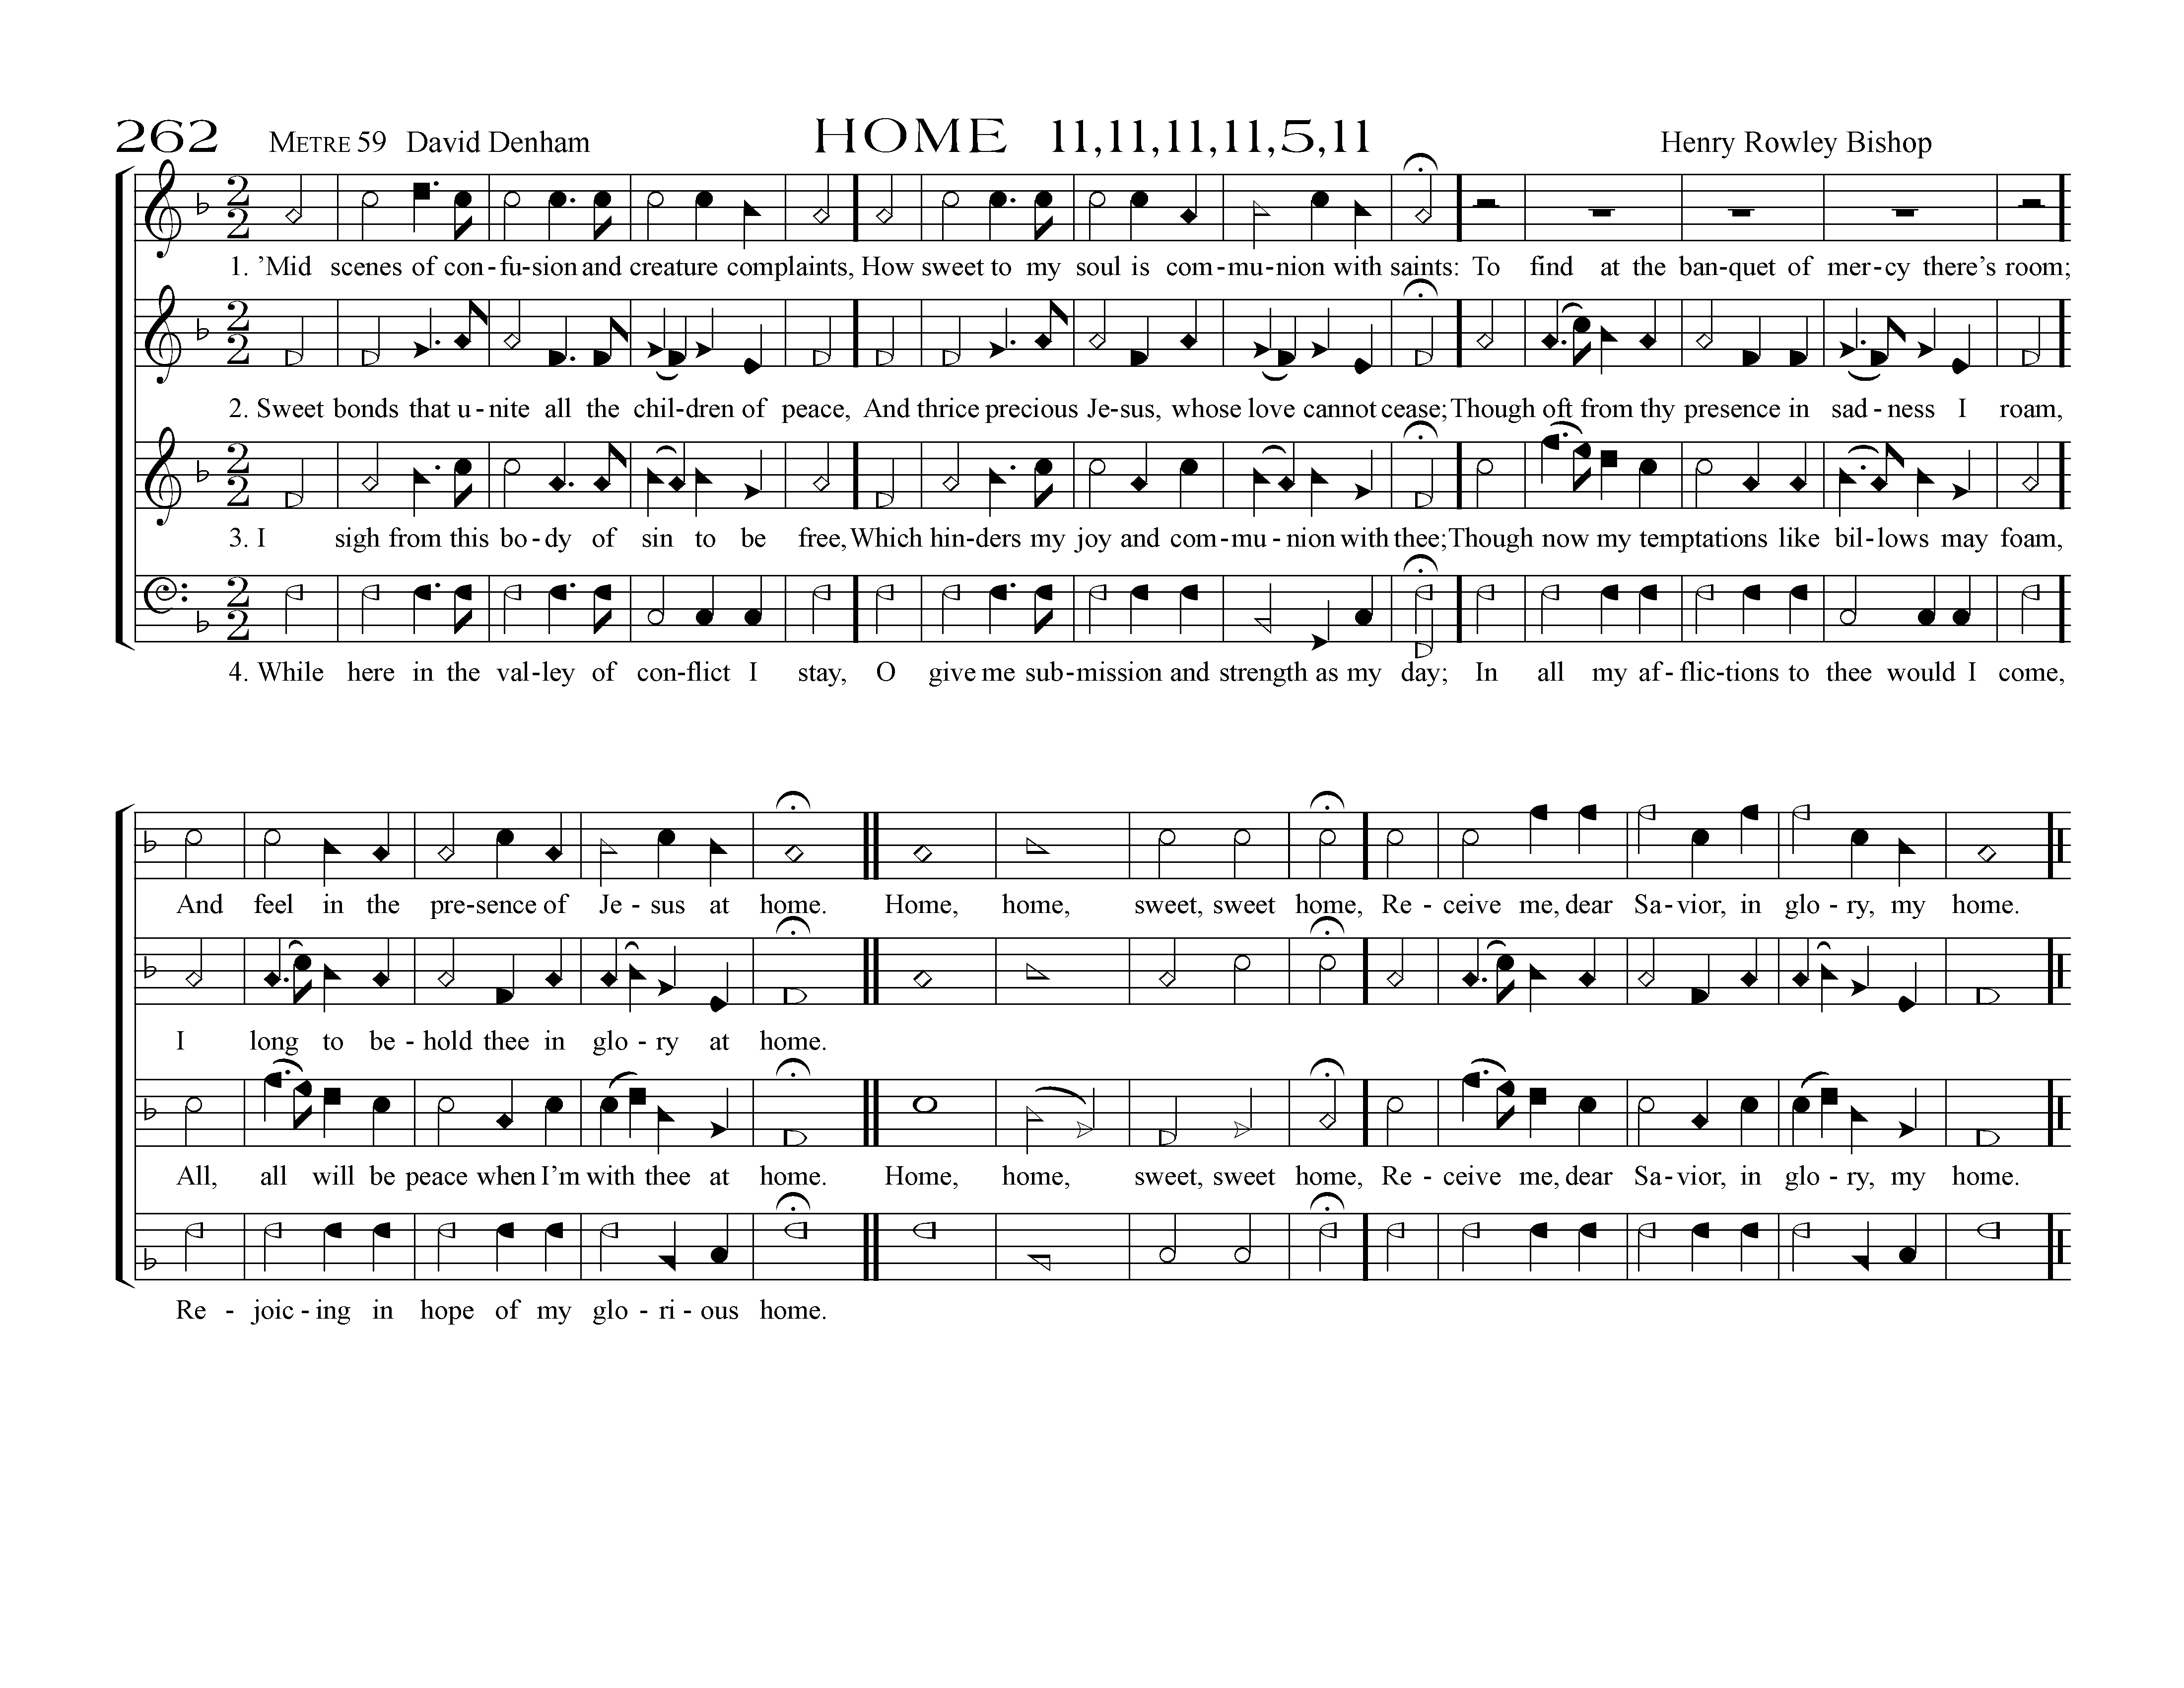 262 METRE 59 David Denham HOME 11,11,11,11,5,11 Henry Rowley Bishop
2 2
1. ’Mid scenes of con-fu-sion and creature complaints, How sweet to my soul is com-mu-nion with saints: To find at the ban-quet of mer-cy there’s room;
2 2
2. Sweet bonds that u-nite all the chil-dren of peace, And thrice precious Je-sus, whose love cannot cease; Though oft from thy presence in sad-ness I roam,
2 2
3. I sigh from this bo-dy of sin to be free, Which hin-ders my joy and com-mu-nion with thee; Though now my temptations like bil-lows may foam,
2 2
4. While here in the val-ley of con-flict I stay, O give me sub-mission and strength as my day; In all my af-flic-tions to thee would I come,
And feel in the pre-sence of Je-sus at home. Home, home, sweet, sweet home, Re-ceive me, dear Sa-vior, in glo-ry, my home.
I long to be-hold thee in glo-ry at home.
All, all will be peace when I’m with thee at home. Home, home, sweet, sweet home, Re-ceive me, dear Sa-vior, in glo-ry, my home.
Re-joic-ing in hope of my glo-ri-ous home.